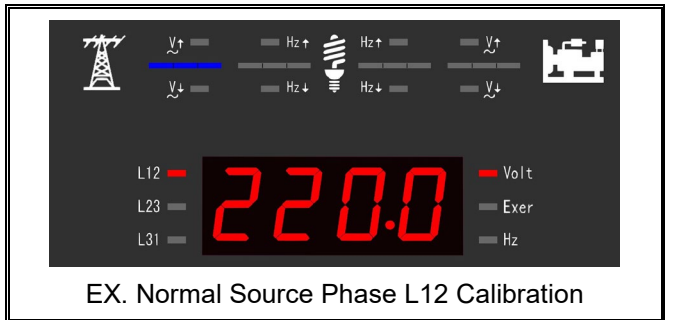 V↑ Hz↑ Hz↑ V↑
V↓ Hz↓ Hz↓ V↓
L12 220.0 Volt
L23 Exer
L31 Hz
EX. Normal Source Phase L12 Calibration